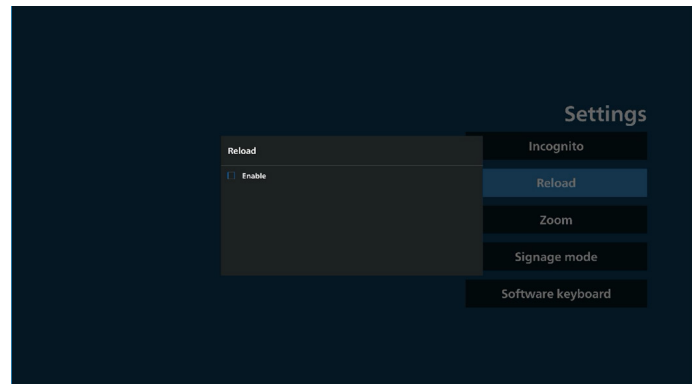 Settings
Incognito
Reload
Zoom
Signage mode
Software keyboard
Reload
Enable